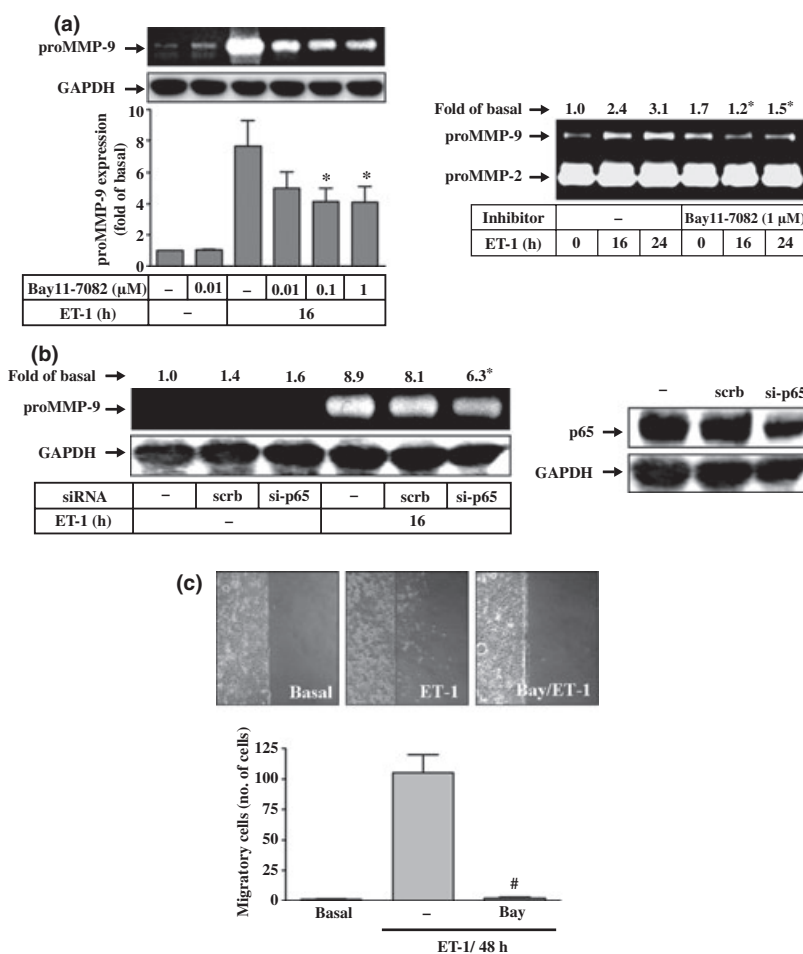 (a)
proMMP-9
GAPDH
proMMP-9 expression
(fold of basal)
10
8
6
4
2
0
* *
Bay11-7082 (µM) – 0.01 – 0.01 0.1 1
ET-1 (h) – 16
Fold of basal 1.0 2.4 3.1 1.7 1.2* 1.5*
proMMP-9
proMMP-2
Inhibitor – Bay11-7082 (1 µM)
ET-1 (h) 0 16 24 0 16 24
(b)
Fold of basal 1.0 1.4 1.6 8.9 8.1 6.3*
proMMP-9
GAPDH
siRNA – scrb si-p65 – scrb si-p65
ET-1 (h) – 16
– scrb si-p65
p65
GAPDH
(c)
Basal ET-1 Bay/ET-1
Migratory cells (no. of cells)
125
100
75
50
25
0
#
Basal – Bay
ET-1/ 48 h